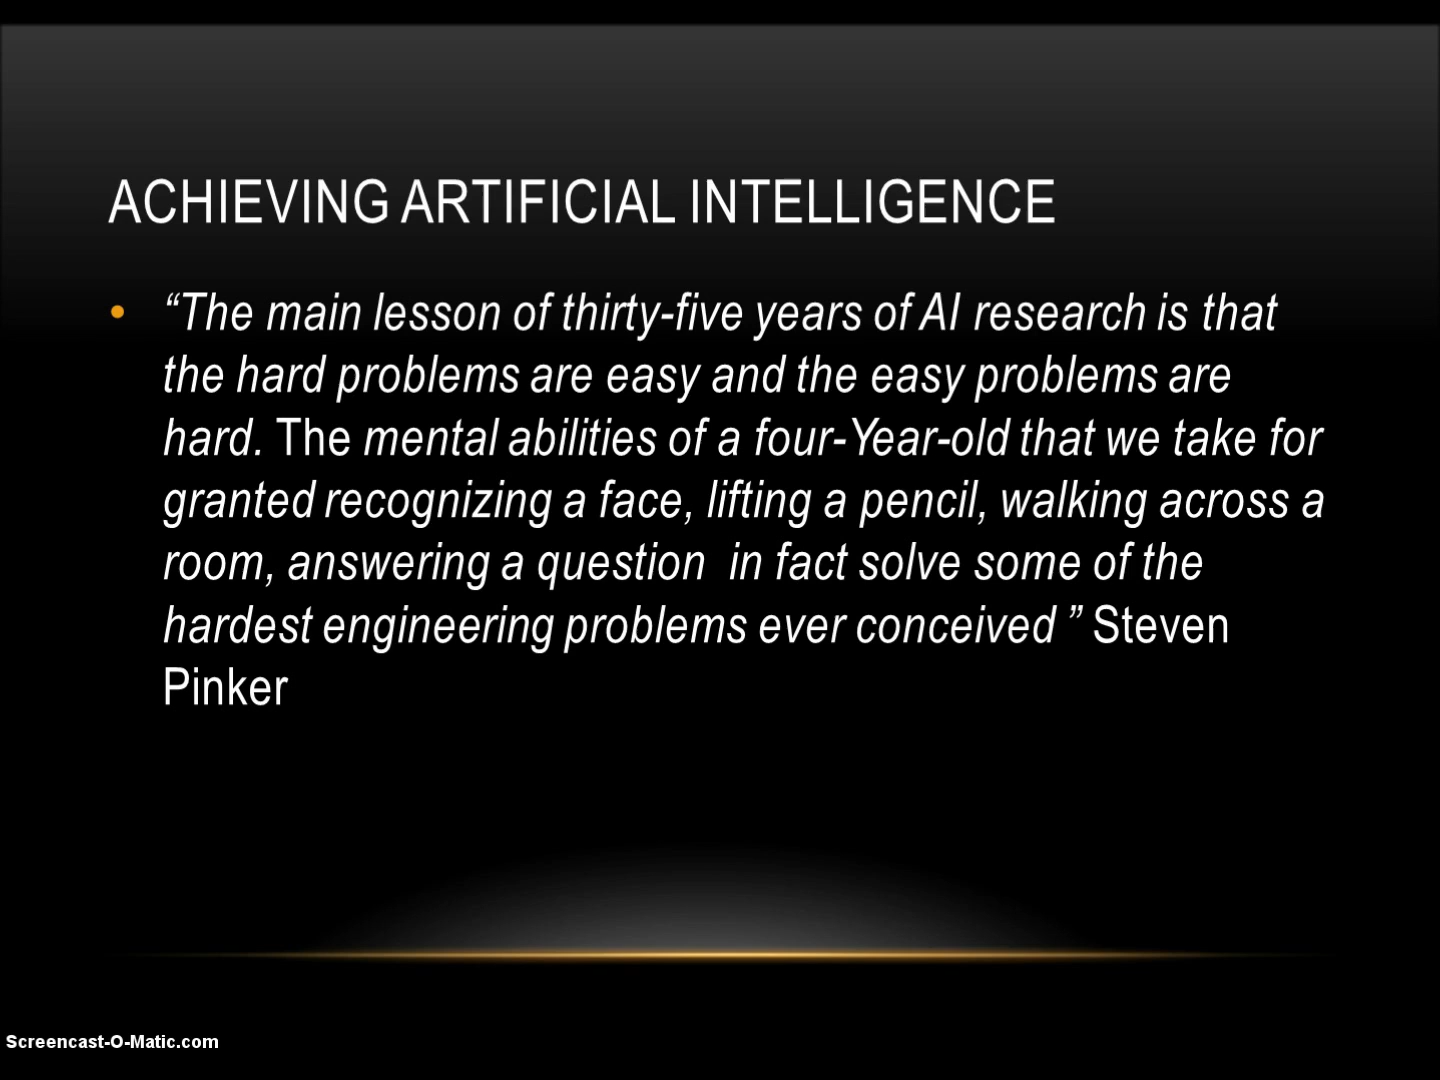 ACHIEVING ARTIFICIAL INTELLIGENCE
• “The main lesson of thirty-five years of AI research is that
the hard problems are easy and the easy problems are
hard. The mental abilities of a four-Year-old that we take for
granted recognizing a face, lifting a pencil, walking across a
room, answering a question  in fact solve some of the
hardest engineering problems ever conceived ” Steven
Pinker
Screencast-O-Matic.com